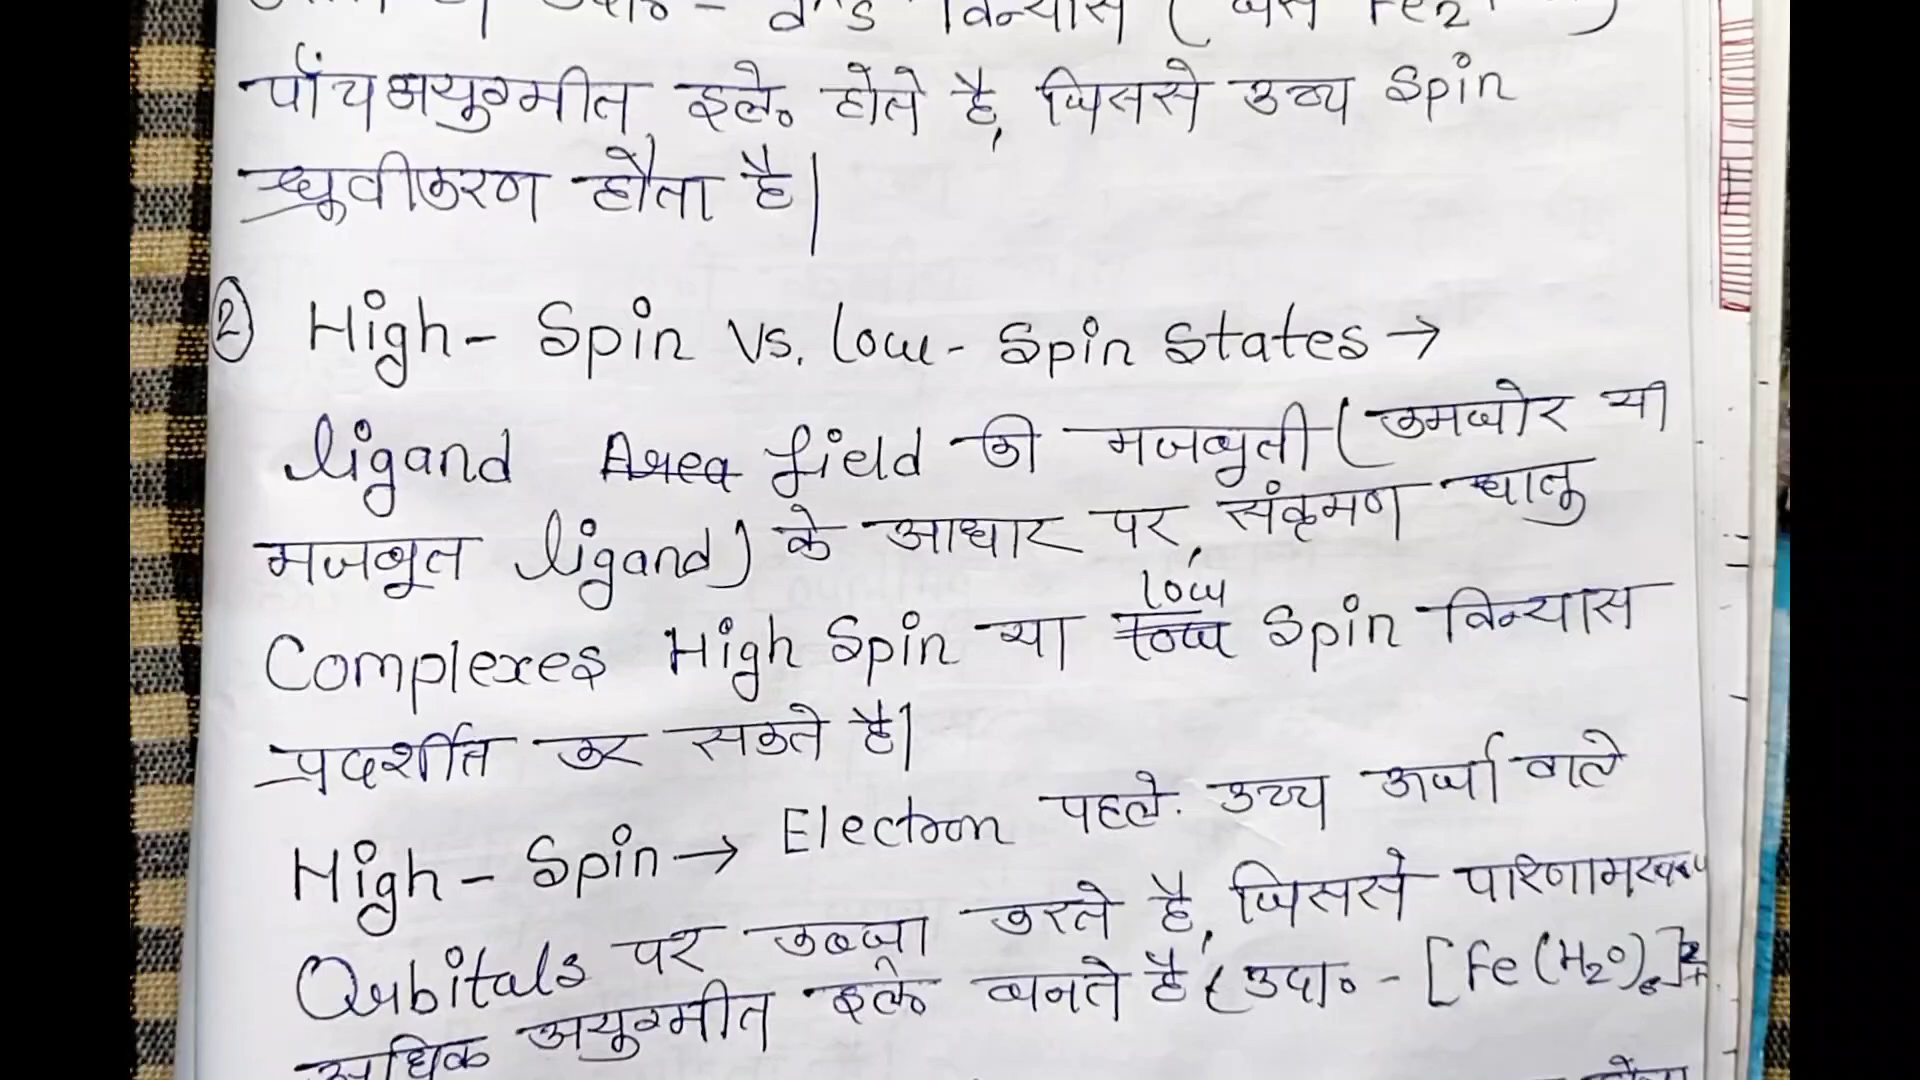 विन्यास (
पाँच अयुग्मीत इले० होते है, जिससे उच्च Spin
ध्रुवीकरण होता है|
② High - Spin Vs. Low - Spin States →
ligand Area field की मजबूती (कमजोर या
मजबूत ligand) के आधार पर, संक्रमण धातु
low
Complexes High Spin या low Spin विन्यास
प्रदर्शीत कर सकते है|
High - Spin → Electron पहले उच्च ऊर्जा वाले
Orbitals पर कब्जा करते है, जिससे परिणामस्वरूप
अधिक अयुग्मीत इले० बनते है (उदा० - [Fe(H₂O)₆]²⁺